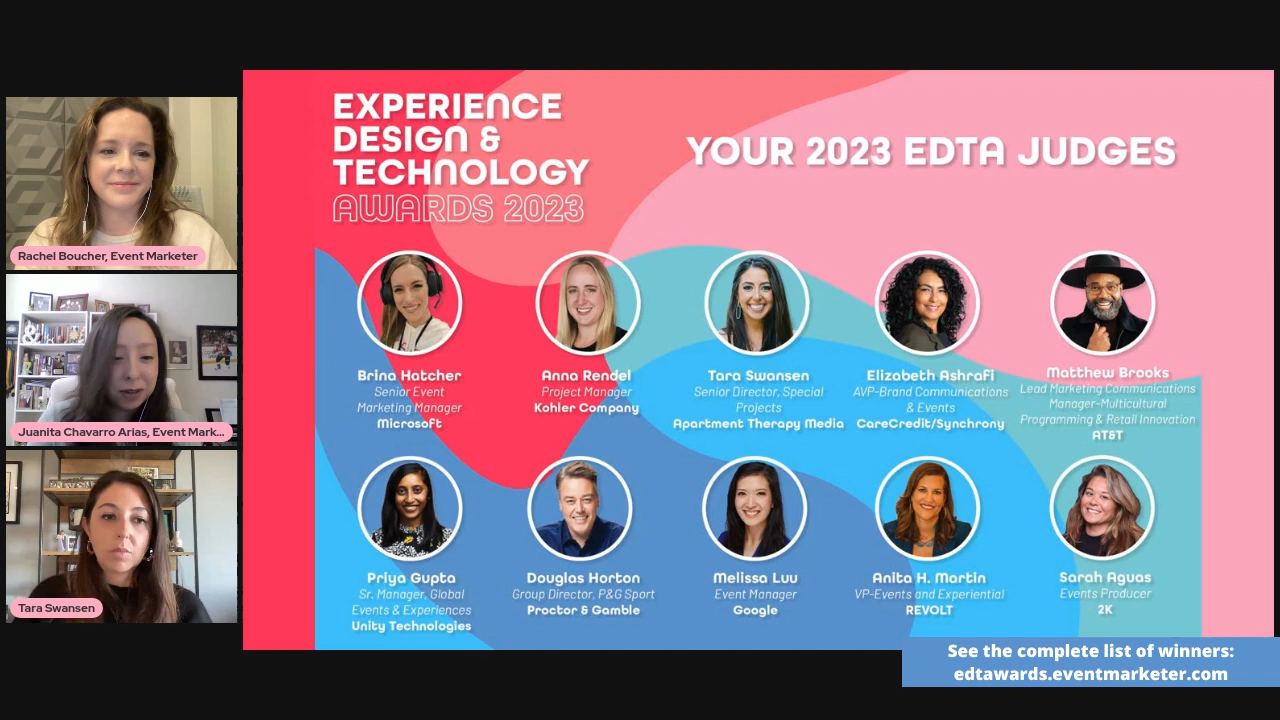 Rachel Boucher, Event Marketer
Juanita Chavarro Arias, Event Mark...
Tara Swansen
EXPERIENCE
DESIGN &
TECHNOLOGY
AWARDS 2023
YOUR 2023 EDTA JUDGES
Brina Hatcher
Senior Event
Marketing Manager
Microsoft
Anna Rendel
Project Manager
Kohler Company
Tara Swansen
Senior Director, Special
Projects
Apartment Therapy Media
Elizabeth Ashrafi
AVP-Brand Communications
& Events
CareCredit/Synchrony
Matthew Brooks
Lead Marketing Communications
Manager-Multicultural
Programming & Retail Innovation
AT&T
Priya Gupta
Sr. Manager, Global
Events & Experiences
Unity Technologies
Douglas Horton
Group Director, P&G Sport
Proctor & Gamble
Melissa Luu
Event Manager
Google
Anita H. Martin
VP-Events and Experiential
REVOLT
Sarah Aguas
Events Producer
2K
See the complete list of winners:
edtawards.eventmarketer.com